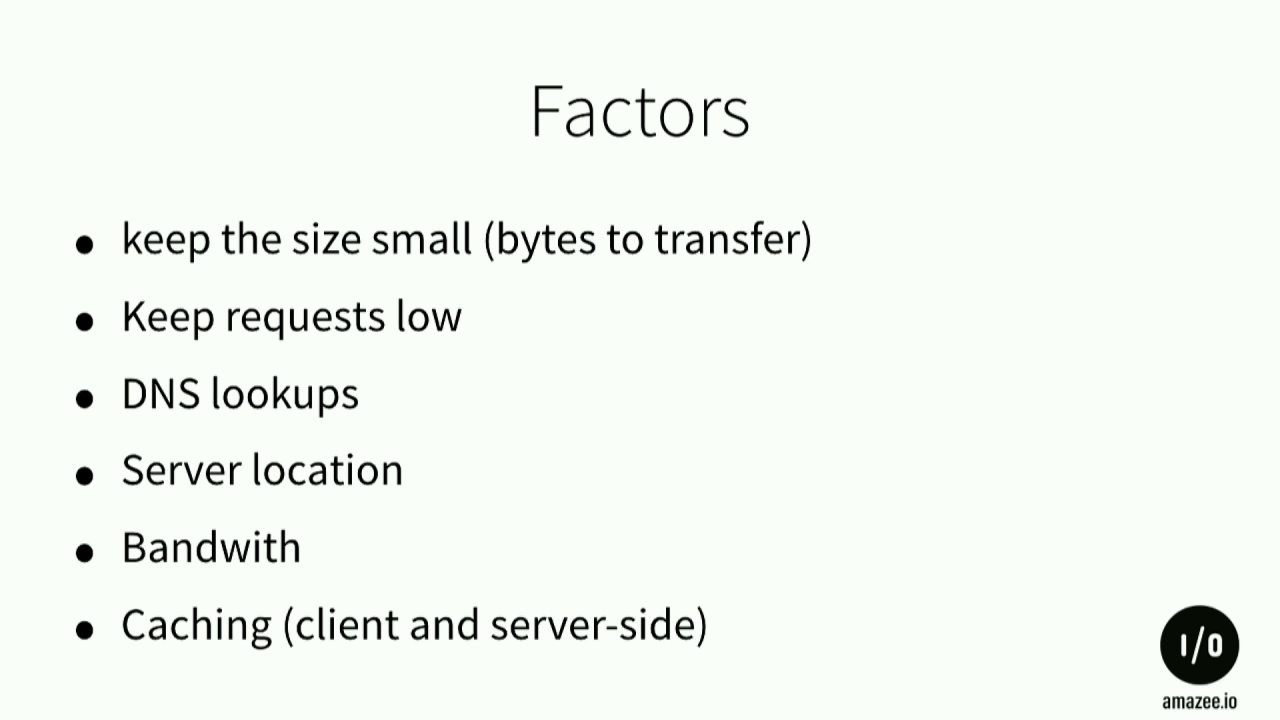 Factors
• keep the size small (bytes to transfer)
• Keep requests low
• DNS lookups
• Server location
• Bandwith
• Caching (client and server-side)
I/O
amazee.io